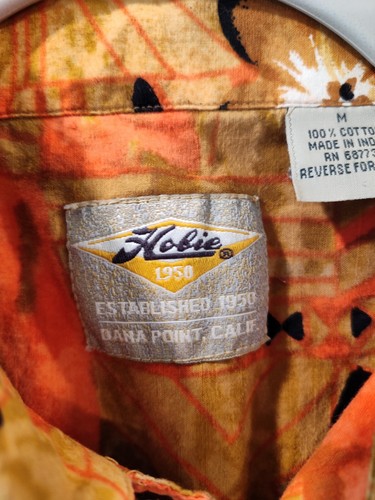 M
100% COTTO
MADE IN IND
RN 6877
REVERSE FOR
Hobie®
1950
ESTABLISHED 1950
DANA POINT, CALIF.